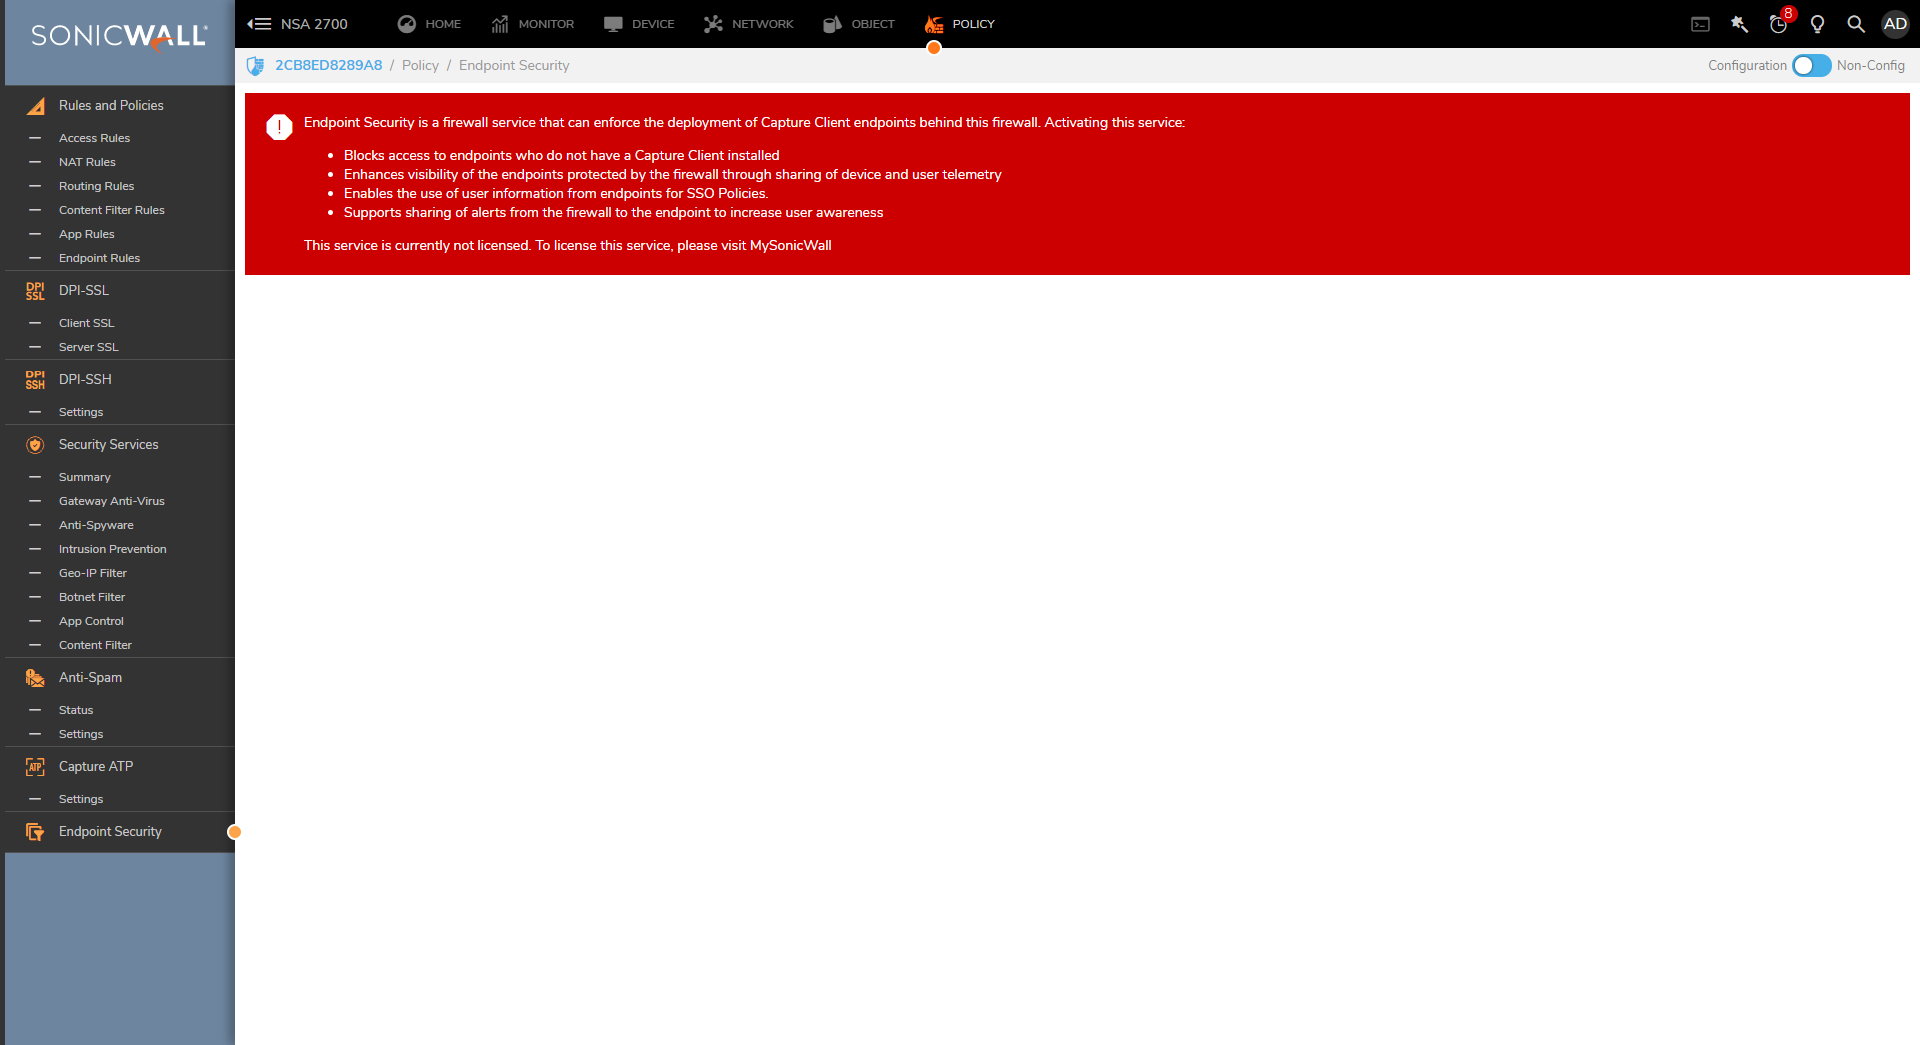 SONICWALL
NSA 2700
HOME
MONITOR
DEVICE
NETWORK
OBJECT
POLICY
8
AD
2CB8ED8289A8 / Policy / Endpoint Security
Configuration
Non-Config
Rules and Policies
Access Rules
NAT Rules
Routing Rules
Content Filter Rules
App Rules
Endpoint Rules
DPI SSL
DPI-SSL
Client SSL
Server SSL
DPI SSH
DPI-SSH
Settings
Security Services
Summary
Gateway Anti-Virus
Anti-Spyware
Intrusion Prevention
Geo-IP Filter
Botnet Filter
App Control
Content Filter
Anti-Spam
Status
Settings
ATP
Capture ATP
Settings
Endpoint Security
Endpoint Security is a firewall service that can enforce the deployment of Capture Client endpoints behind this firewall. Activating this service:
• Blocks access to endpoints who do not have a Capture Client installed
• Enhances visibility of the endpoints protected by the firewall through sharing of device and user telemetry
• Enables the use of user information from endpoints for SSO Policies.
• Supports sharing of alerts from the firewall to the endpoint to increase user awareness
This service is currently not licensed. To license this service, please visit MySonicWall